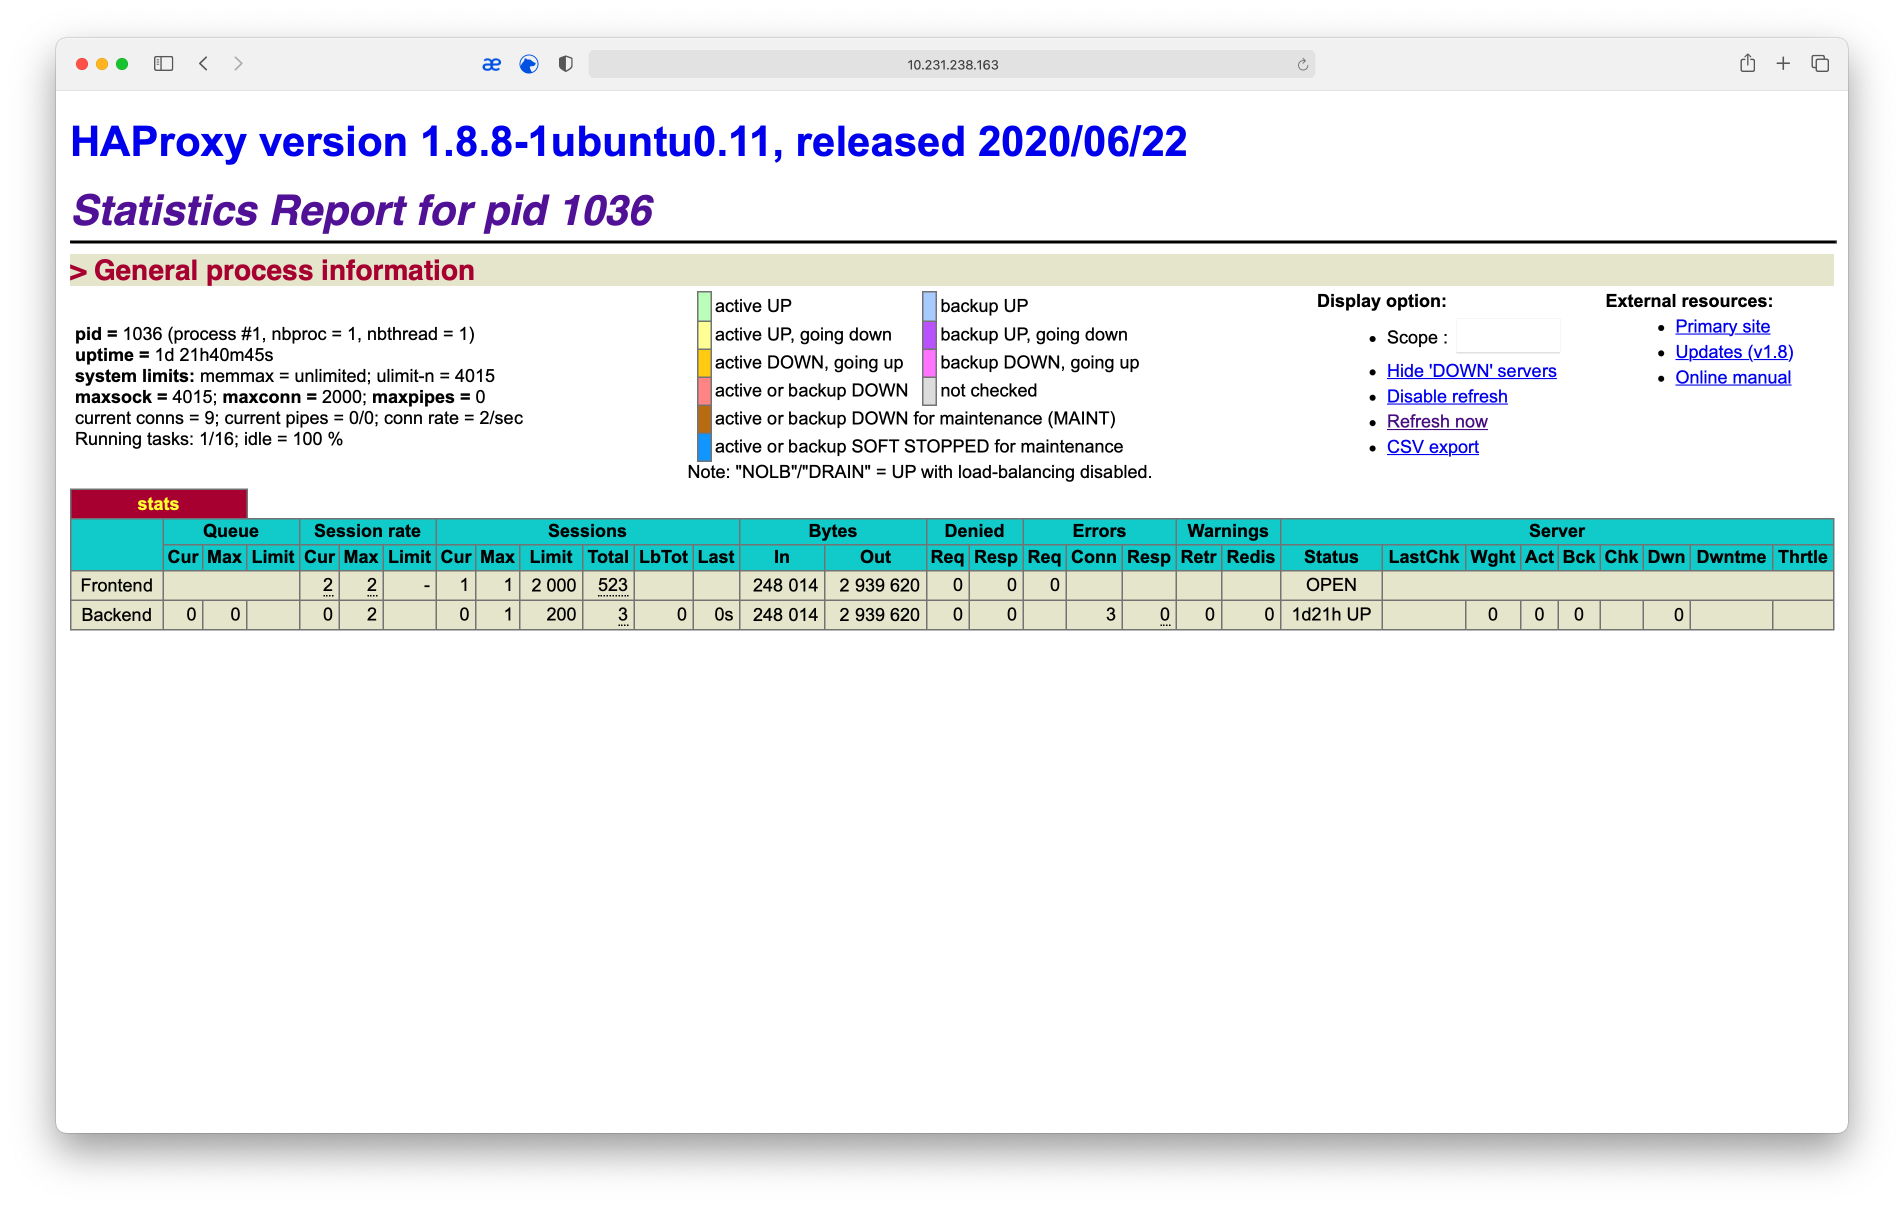 10.231.238.163
HAProxy version 1.8.8-1ubuntu0.11, released 2020/06/22
Statistics Report for pid 1036
> General process information
pid = 1036 (process #1, nbproc = 1, nbthread = 1)
uptime = 1d 21h40m45s
system limits: memmax = unlimited; ulimit-n = 4015
maxsock = 4015; maxconn = 2000; maxpipes = 0
current conns = 9; current pipes = 0/0; conn rate = 2/sec
Running tasks: 1/16; idle = 100 %
active UP backup UP
active UP, going down backup UP, going down
active DOWN, going up backup DOWN, going up
active or backup DOWN not checked
active or backup DOWN for maintenance (MAINT)
active or backup SOFT STOPPED for maintenance
Note: "NOLB"/"DRAIN" = UP with load-balancing disabled.
Display option:
Scope :
Hide 'DOWN' servers
Disable refresh
Refresh now
CSV export
External resources:
Primary site
Updates (v1.8)
Online manual
stats
Queue Session rate Sessions Bytes Denied Errors Warnings Server
Cur Max Limit Cur Max Limit Cur Max Limit Total LbTot Last In Out Req Resp Req Conn Resp Retr Redis Status LastChk Wght Act Bck Chk Dwn Dwntme Thrtle
Frontend 2 2 - 1 1 2 000 523 248 014 2 939 620 0 0 0 OPEN
Backend 0 0 0 2 0 1 200 3 0 0s 248 014 2 939 620 0 0 3 0 0 0 1d21h UP 0 0 0 0